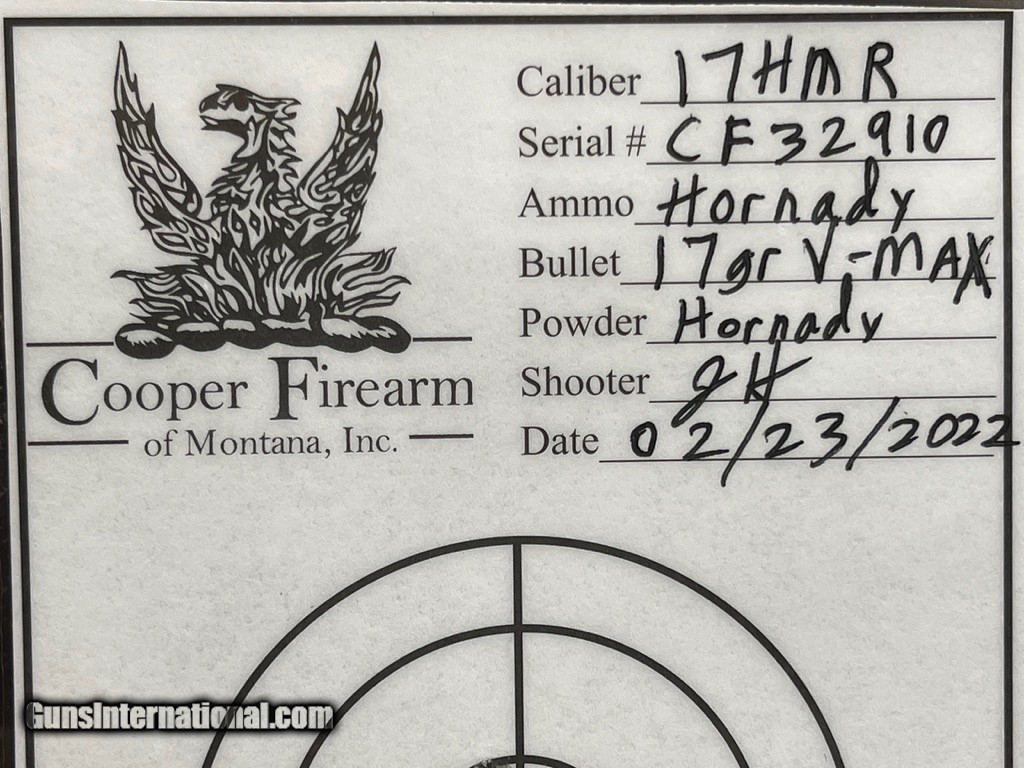 Caliber 17HMR
Serial # CF32910
Ammo Hornady
Bullet 17gr V-MAX
Powder Hornady
Shooter JH
Date 02/23/2022
Cooper Firearm
of Montana, Inc.
GunsInternational.com